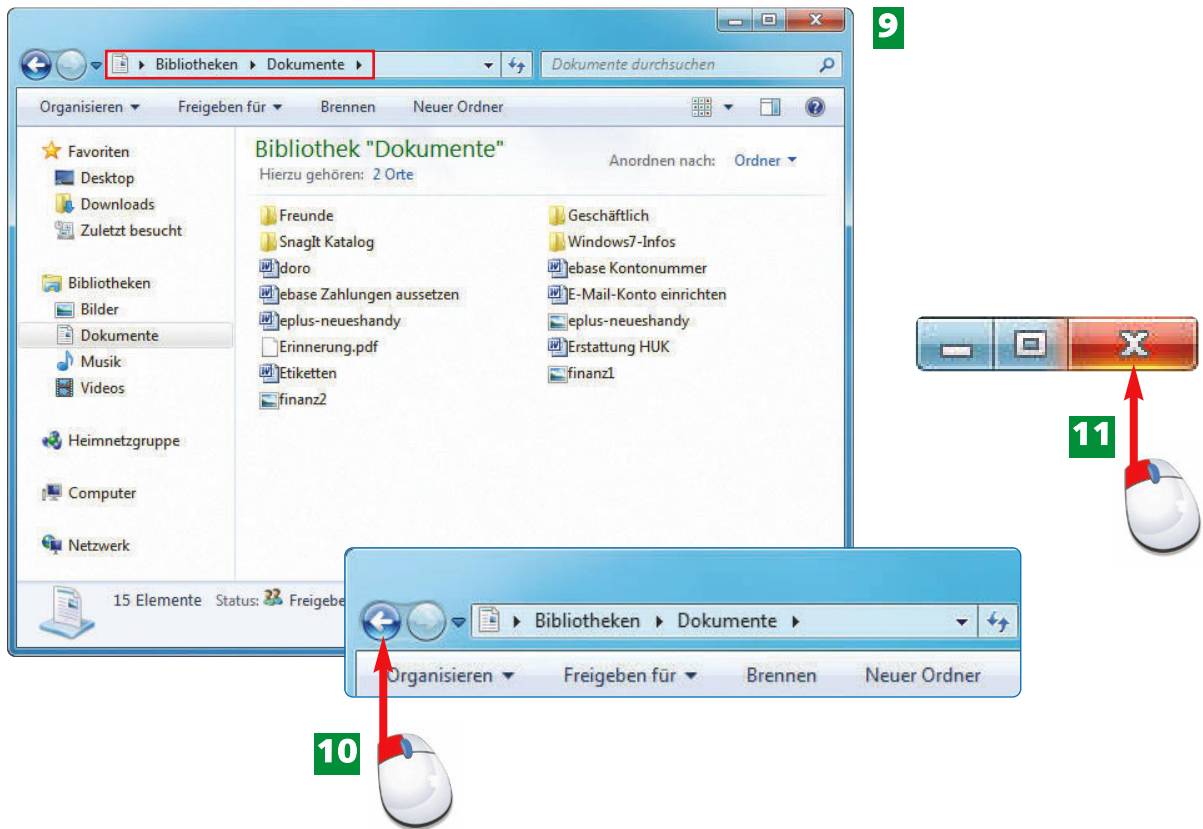 9
Bibliotheken Dokumente
Dokumente durchsuchen
Organisieren Freigeben für Brennen Neuer Ordner
Favoriten
Desktop
Downloads
Zuletzt besucht
Bibliotheken
Bilder
Dokumente
Musik
Videos
Heimnetzgruppe
Computer
Netzwerk
Bibliothek "Dokumente"
Hierzu gehören: 2 Orte
Anordnen nach: Ordner
Freunde Geschäftlich
SnagIt Katalog Windows7-Infos
doro ebase Kontonummer
ebase Zahlungen aussetzen E-Mail-Konto einrichten
eplus-neueshandy eplus-neueshandy
Erinnerung.pdf Erstattung HUK
Etiketten finanz1
finanz2
15 Elemente Status: Freigebe
11
Bibliotheken Dokumente
Organisieren Freigeben für Brennen Neuer Ordner
10